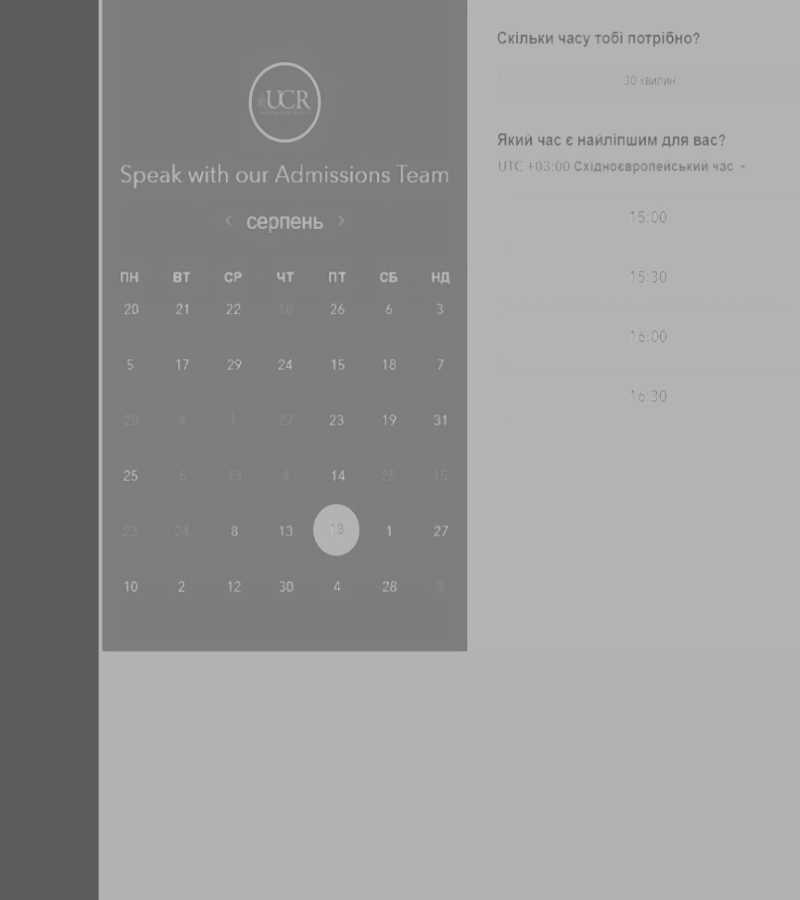 UCR
Speak with our Admissions Team
‹ серпень ›
ПН ВТ СР ЧТ ПТ СБ НД
20 21 22 18 26 6 3
5 17 29 24 15 18 7
4 1 27 23 19 31
25 6 13 4 14 25 15
23 24 8 13 18 1 27
10 2 12 30 4 28 3
Скільки часу тобі потрібно?
30 хвилин
Який час є найліпшим для вас?
UTC +03:00 Східноєвропейський час
15:00
15:30
16:00
16:30